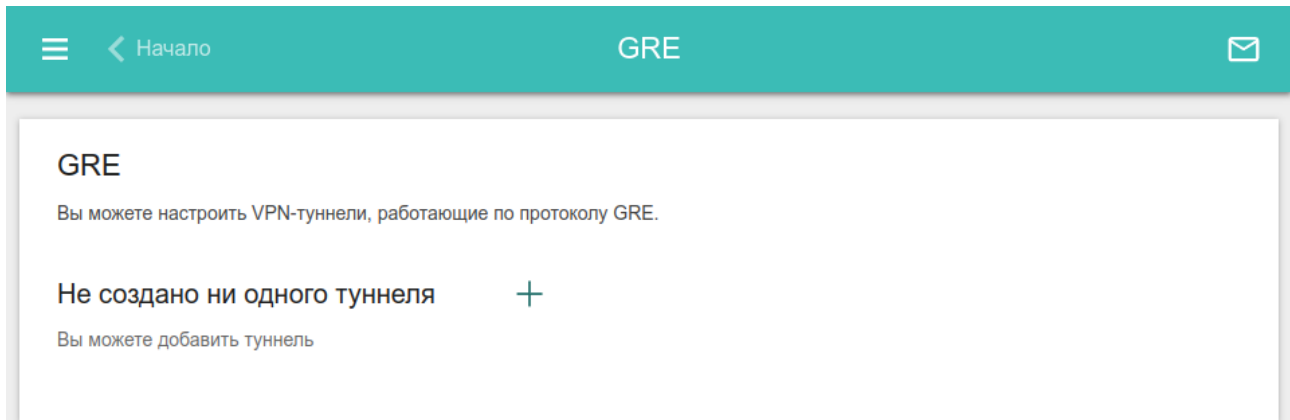 Начало
GRE
GRE
Вы можете настроить VPN-туннели, работающие по протоколу GRE.
Не создано ни одного туннеля
Вы можете добавить туннель